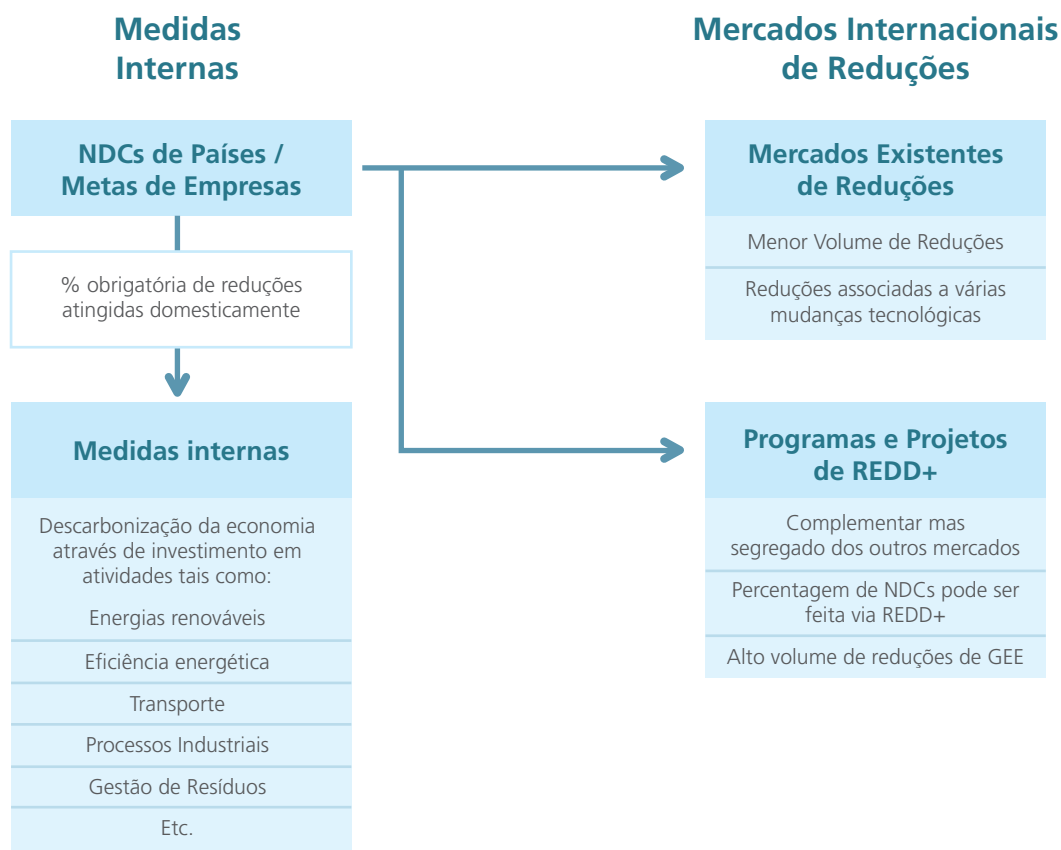 Medidas
Internas
NDCs de Países /
Metas de Empresas
% obrigatória de reduções
atingidas domesticamente
Medidas internas
Descarbonização da economia
através de investimento em
atividades tais como:
Energias renováveis
Eficiência energética
Transporte
Processos Industriais
Gestão de Resíduos
Etc.
Mercados Internacionais
de Reduções
Mercados Existentes
de Reduções
Menor Volume de Reduções
Reduções associadas a várias
mudanças tecnológicas
Programas e Projetos
de REDD+
Complementar mas
segregado dos outros mercados
Percentagem de NDCs pode ser
feita via REDD+
Alto volume de reduções de GEE